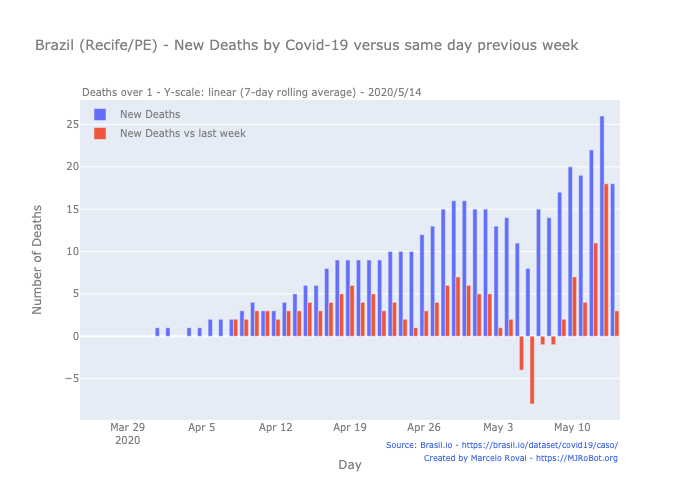 Brazil (Recife/PE) - New Deaths by Covid-19 versus same day previous week
Deaths over 1 - Y-scale: linear (7-day rolling average) - 2020/5/14
New Deaths
New Deaths vs last week
25
20
15
10
5
0
−5
Number of Deaths
Mar 29
2020
Apr 5
Apr 12
Apr 19
Apr 26
May 3
May 10
Day
Source: Brasil.io - https://brasil.io/dataset/covid19/caso/
Created by Marcelo Rovai - https://MJRoBot.org